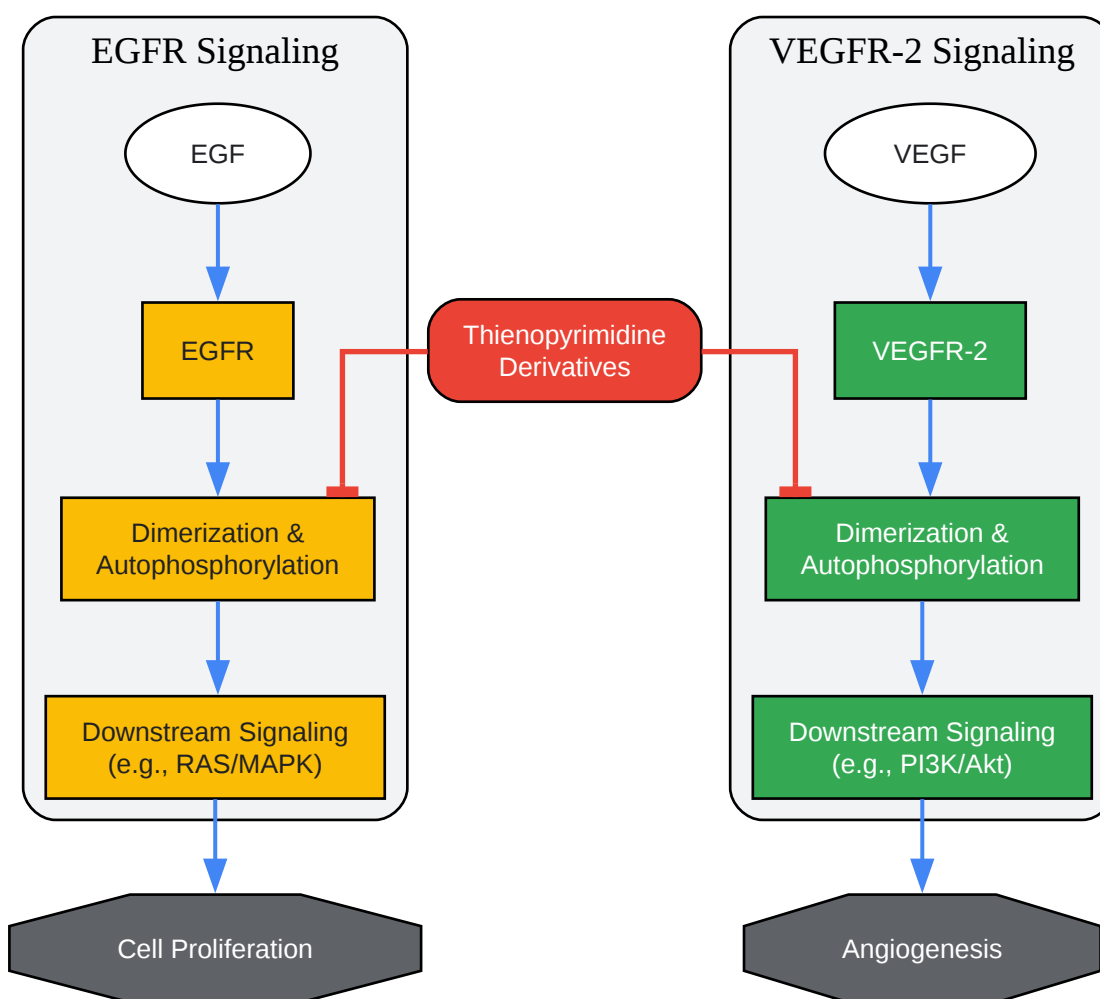 EGFR Signaling
EGF
EGFR
Dimerization &
Autophosphorylation
Downstream Signaling
(e.g., RAS/MAPK)
Cell Proliferation
Thienopyrimidine
Derivatives
VEGFR-2 Signaling
VEGF
VEGFR-2
Dimerization &
Autophosphorylation
Downstream Signaling
(e.g., PI3K/Akt)
Angiogenesis